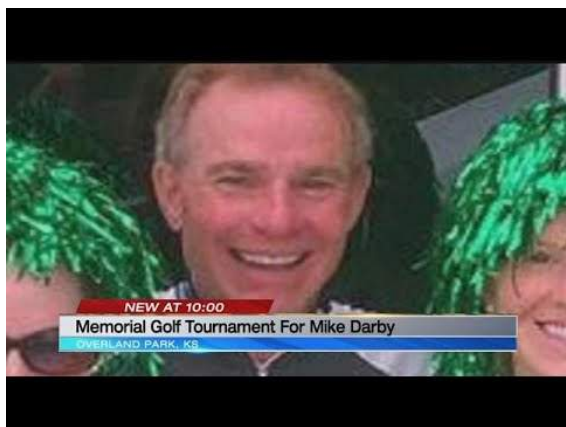 NEW AT 10:00
Memorial Golf Tournament For Mike Darby
OVERLAND PARK, KS